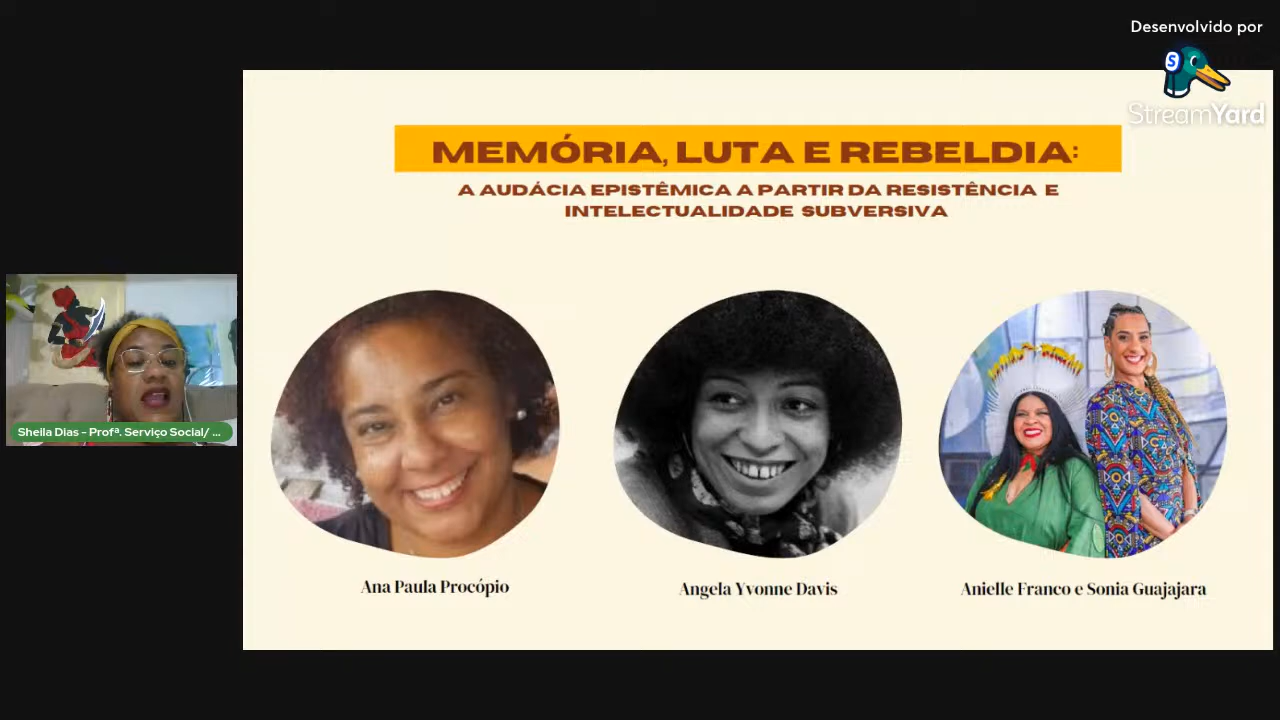 Desenvolvido por
StreamYard
MEMÓRIA, LUTA E REBELDIA:
A AUDÁCIA EPISTÊMICA A PARTIR DA RESISTÊNCIA E
INTELECTUALIDADE SUBVERSIVA
Sheila Dias - Profª. Serviço Social/ ...
Ana Paula Procópio
Angela Yvonne Davis
Anielle Franco e Sonia Guajajara